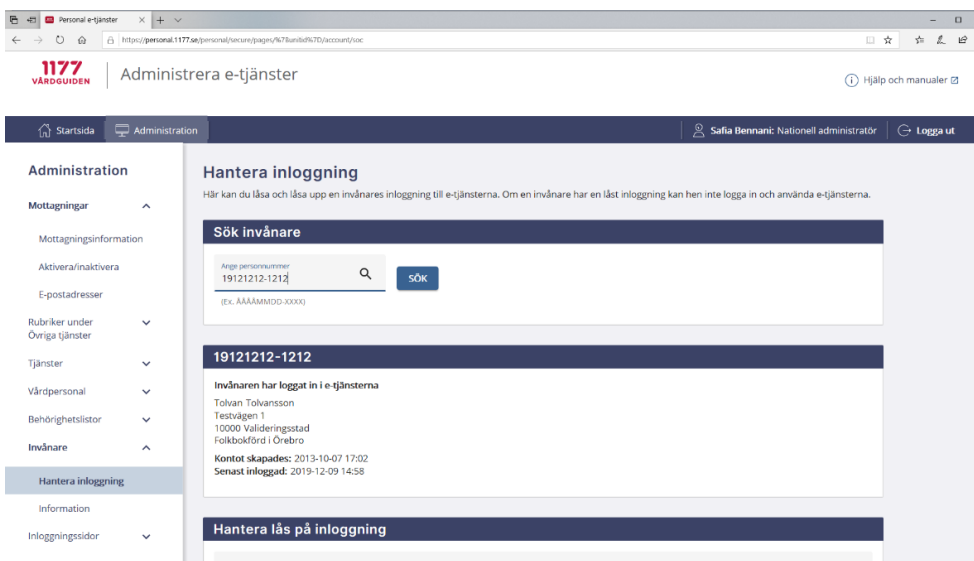 Personal e-tjänster
https://personal.1177.se/personal/secure/pages/%7Bunitid%7D/account/soc
1177
VÅRDGUIDEN
Administrera e-tjänster
Hjälp och manualer
Startsida
Administration
Safia Bennani: Nationell administratör
Logga ut
Administration
Mottagningar
Mottagningsinformation
Aktivera/inaktivera
E-postadresser
Rubriker under
Övriga tjänster
Tjänster
Vårdpersonal
Behörighetslistor
Invånare
Hantera inloggning
Information
Inloggningssidor
Hantera inloggning
Här kan du låsa och låsa upp en invånares inloggning till e-tjänsterna. Om en invånare har en låst inloggning kan hen inte logga in och använda e-tjänsterna.
Sök invånare
Ange personnummer
19121212-1212
SÖK
(Ex. ÅÅÅÅMMDD-XXXX)
19121212-1212
Invånaren har loggat in i e-tjänsterna
Tolvan Tolvansson
Testvägen 1
10000 Valideringsstad
Folkbokförd i Örebro
Kontot skapades: 2013-10-07 17:02
Senast inloggad: 2019-12-09 14:58
Hantera lås på inloggning